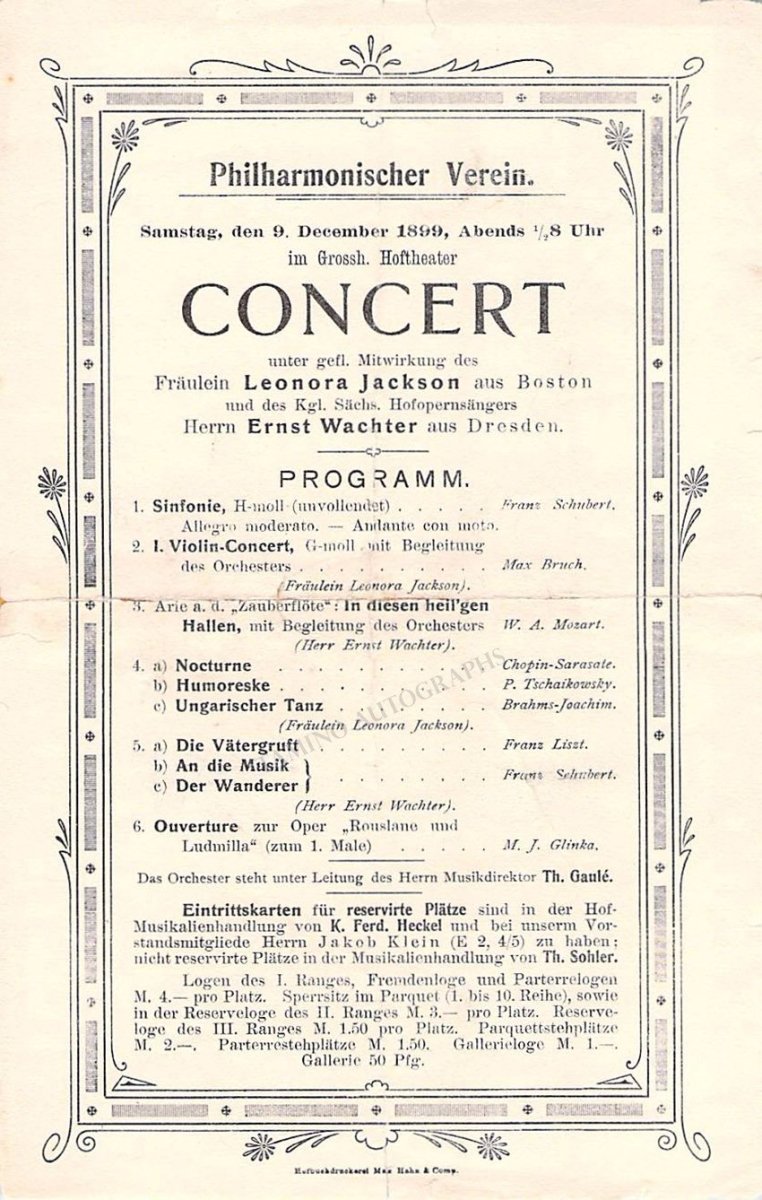 Philharmonischer Verein.
Samstag, den 9. December 1899, Abends ½8 Uhr
im Grossh. Hoftheater
CONCERT
unter gefl. Mitwirkung des
Fräulein Leonora Jackson aus Boston
und des Kgl. Sächs. Hofopernsängers
Herrn Ernst Wachter aus Dresden.
PROGRAMM.
1. Sinfonie, H-moll (unvollendet) . . . . . Franz Schubert.
Allegro moderato. — Andante con moto.
2. I. Violin-Concert, G-moll mit Begleitung
des Orchesters . . . . . . . . . . Max Bruch.
(Fräulein Leonora Jackson).
3. Arie a. d. „Zauberflöte“: In diesen heil'gen
Hallen, mit Begleitung des Orchesters W. A. Mozart.
(Herr Ernst Wachter).
4. a) Nocturne . . . . . . . . . . Chopin-Sarasate.
b) Humoreske . . . . . . . . . . P. Tschaikowsky.
c) Ungarischer Tanz . . . . . . . . Brahms-Joachim.
(Fräulein Leonora Jackson).
5. a) Die Vätergruft . . . . . . . . . Franz Liszt.
b) An die Musik
c) Der Wanderer } . . . . . . . . Franz Schubert.
(Herr Ernst Wachter).
6. Ouverture zur Oper „Rouslane und
Ludmilla“ (zum 1. Male) . . . . . M. J. Glinka.
Das Orchester steht unter Leitung des Herrn Musikdirektor Th. Gaulé.
Eintrittskarten für reservirte Plätze sind in der Hof-
Musikalienhandlung von K. Ferd. Heckel und bei unserm Vor-
standsmitgliede Herrn Jakob Klein (E 2, 4/5) zu haben;
nicht reservirte Plätze in der Musikalienhandlung von Th. Sohler.
Logen des I. Ranges, Fremdenloge und Parterrelogen
M. 4.— pro Platz. Sperrsitz im Parquet (1. bis 10. Reihe), sowie
in der Reserveloge des II. Ranges M. 3.— pro Platz. Reserve-
loge des III. Ranges M. 1.50 pro Platz. Parquettstehplätze
M. 2.—. Parterrestehplätze M. 1.50. Gallerieloge M. 1.—.
Gallerie 50 Pfg.
Hofbuchdruckerei Max Hahn & Comp.
TAMINO AUTOGRAPHS